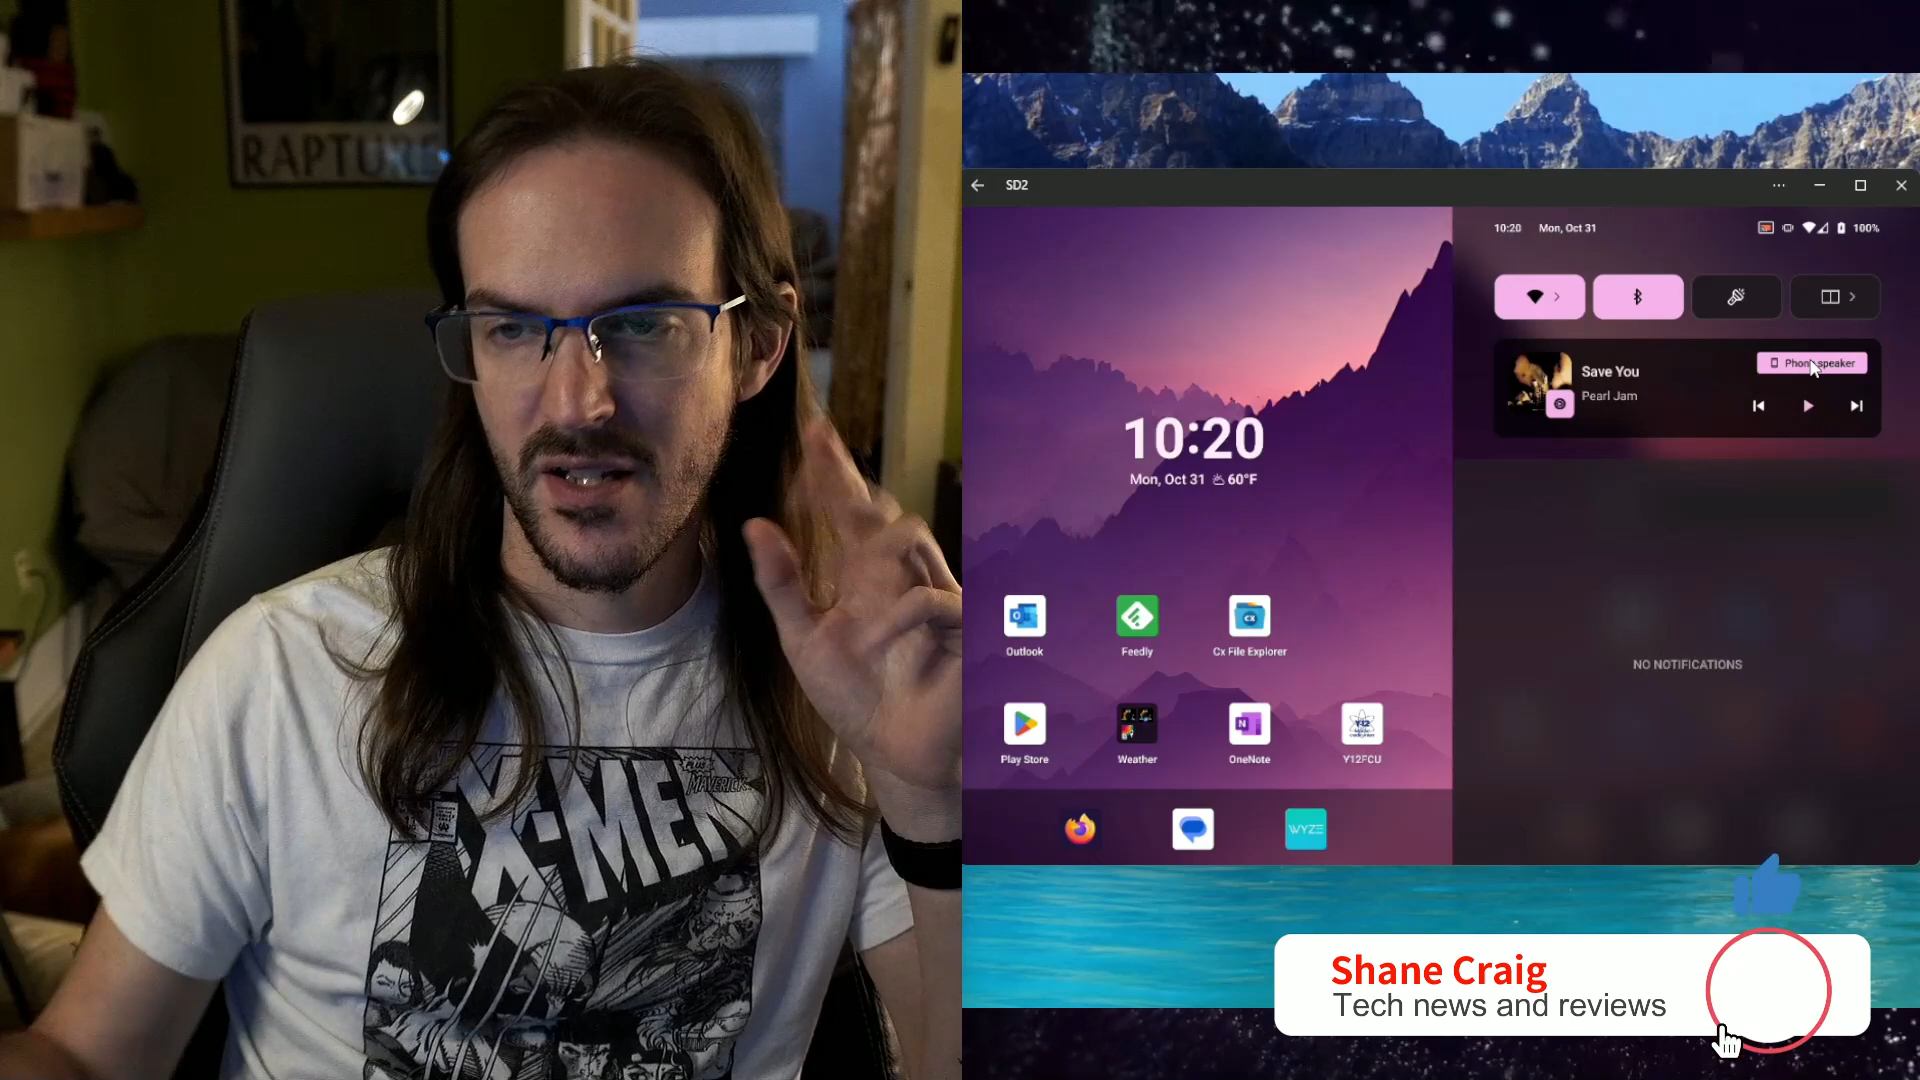 RAPTURE
PLUS
MAVERICK
X-MEN
SD2
10:20 Mon, Oct 31
100%
Save You
Phone speaker
Pearl Jam
10:20
Mon, Oct 31 60°F
Outlook
Feedly
Cx File Explorer
NO NOTIFICATIONS
Play Store
Weather
OneNote
Y12FCU
WYZE
Shane Craig
Tech news and reviews